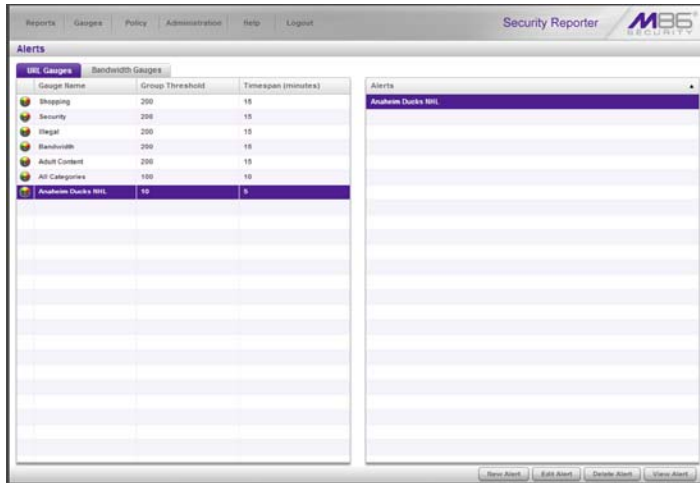 Reports Gauges Policy Administration Help Logout
Security Reporter
M86
SECURITY
Alerts
URL Gauges Bandwidth Gauges
Gauge Name Group Threshold Timespan (minutes)
Shopping 200 15
Security 200 15
Illegal 200 15
Bandwidth 200 15
Adult Content 200 15
All Categories 100 10
Anaheim Ducks NHL 10 5
Alerts
Anaheim Ducks NHL
New Alert Edit Alert Delete Alert View Alert